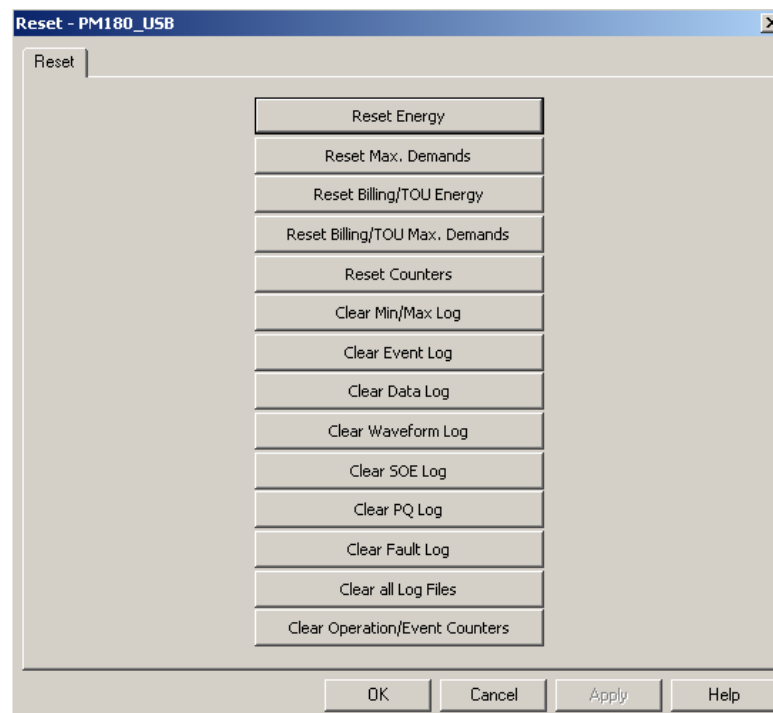 Reset - PM180_USB
Reset
Reset Energy
Reset Max. Demands
Reset Billing/TOU Energy
Reset Billing/TOU Max. Demands
Reset Counters
Clear Min/Max Log
Clear Event Log
Clear Data Log
Clear Waveform Log
Clear SOE Log
Clear PQ Log
Clear Fault Log
Clear all Log Files
Clear Operation/Event Counters
OK Cancel Apply Help